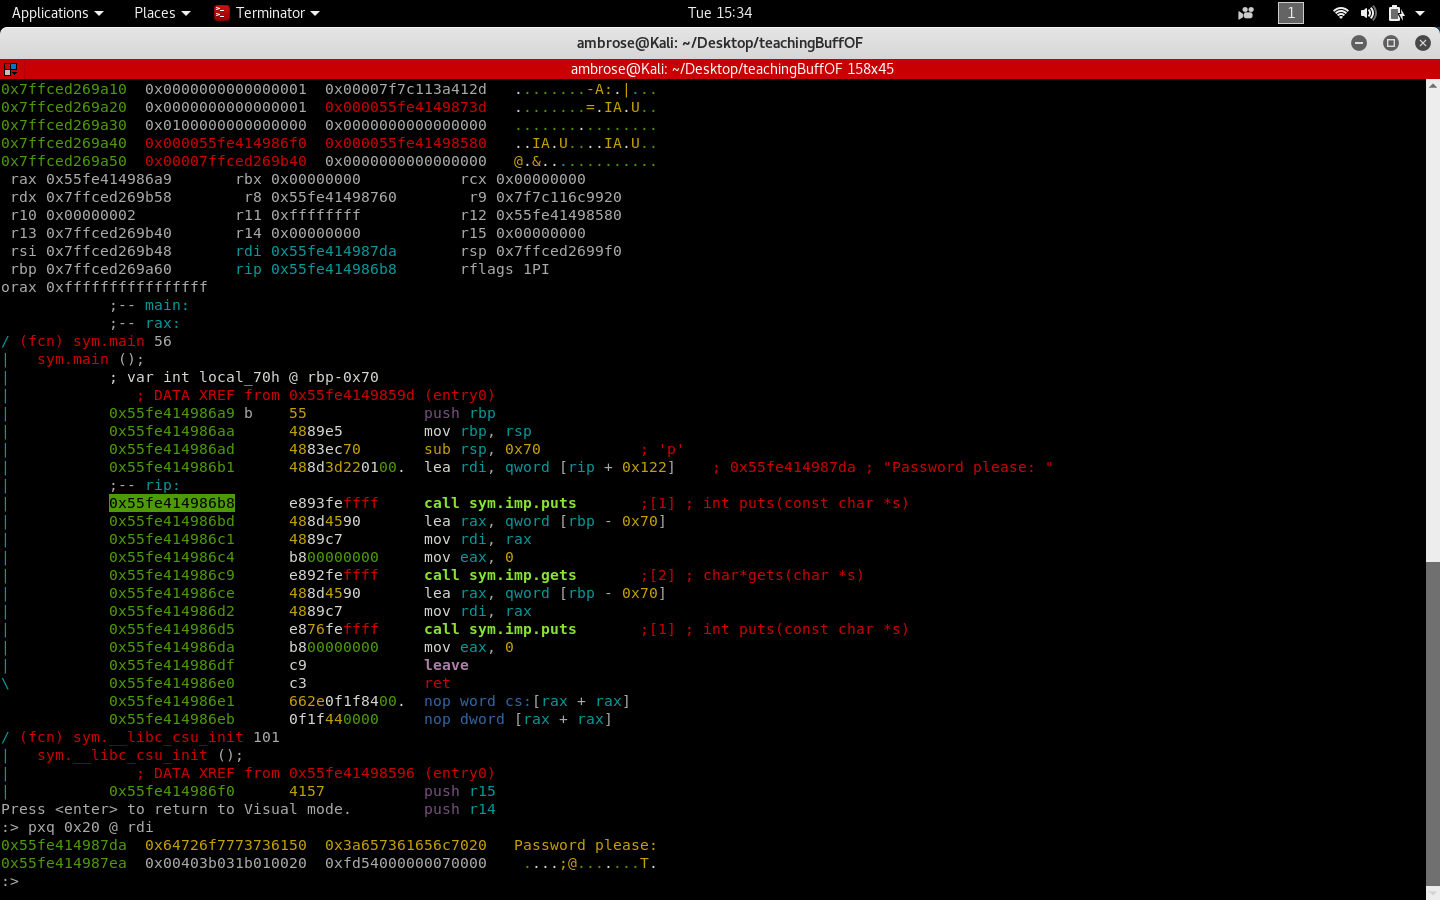 Applications Places Terminator Tue 15:34 1
ambrose@Kali: ~/Desktop/teachingBuffOF
ambrose@Kali: ~/Desktop/teachingBuffOF 158x45
0x7ffced269a10  0x0000000000000001  0x00007f7c113a412d   ........-A:.|...
0x7ffced269a20  0x0000000000000001  0x000055fe4149873d   ........=.IA.U..
0x7ffced269a30  0x0100000000000000  0x0000000000000000   ................
0x7ffced269a40  0x000055fe414986f0  0x000055fe41498580   ..IA.U....IA.U..
0x7ffced269a50  0x00007ffced269b40  0x0000000000000000   @.&.............
rax 0x55fe414986a9       rbx 0x00000000           rcx 0x00000000
rdx 0x7ffced269b58        r8 0x55fe41498760        r9 0x7f7c116c9920
r10 0x00000002           r11 0xffffffff           r12 0x55fe41498580
r13 0x7ffced269b40       r14 0x00000000           r15 0x00000000
rsi 0x7ffced269b48       rdi 0x55fe414987da       rsp 0x7ffced2699f0
rbp 0x7ffced269a60       rip 0x55fe414986b8       rflags 1PI
orax 0xffffffffffffffff
;-- main:
;-- rax:
/ (fcn) sym.main 56
|   sym.main ();
|           ; var int local_70h @ rbp-0x70
|              ; DATA XREF from 0x55fe4149859d (entry0)
|           0x55fe414986a9 b    55             push rbp
|           0x55fe414986aa      4889e5         mov rbp, rsp
|           0x55fe414986ad      4883ec70       sub rsp, 0x70           ; 'p'
|           0x55fe414986b1      488d3d220100.  lea rdi, qword [rip + 0x122]    ; 0x55fe414987da ; "Password please: "
|           ;-- rip:
|           0x55fe414986b8      e893feffff     call sym.imp.puts       ;[1] ; int puts(const char *s)
|           0x55fe414986bd      488d4590       lea rax, qword [rbp - 0x70]
|           0x55fe414986c1      4889c7         mov rdi, rax
|           0x55fe414986c4      b800000000     mov eax, 0
|           0x55fe414986c9      e892feffff     call sym.imp.gets       ;[2] ; char*gets(char *s)
|           0x55fe414986ce      488d4590       lea rax, qword [rbp - 0x70]
|           0x55fe414986d2      4889c7         mov rdi, rax
|           0x55fe414986d5      e876feffff     call sym.imp.puts       ;[1] ; int puts(const char *s)
|           0x55fe414986da      b800000000     mov eax, 0
|           0x55fe414986df      c9             leave
\           0x55fe414986e0      c3             ret
0x55fe414986e1      662e0f1f8400.  nop word cs:[rax + rax]
0x55fe414986eb      0f1f440000     nop dword [rax + rax]
/ (fcn) sym.__libc_csu_init 101
|   sym.__libc_csu_init ();
|              ; DATA XREF from 0x55fe41498596 (entry0)
|           0x55fe414986f0      4157           push r15
Press <enter> to return to Visual mode.        push r14
:> pxq 0x20 @ rdi
0x55fe414987da  0x64726f7773736150  0x3a657361656c7020   Password please:
0x55fe414987ea  0x00403b031b010020  0xfd54000000070000    ....;@.......T.
:>